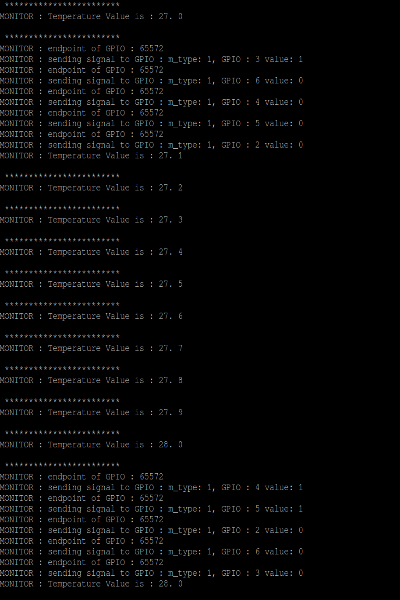 ************************
MONITOR : Temperature Value is : 27. 0
************************
MONITOR : endpoint of GPIO : 65572
MONITOR : sending signal to GPIO : m_type: 1, GPIO : 3 value: 1
MONITOR : endpoint of GPIO : 65572
MONITOR : sending signal to GPIO : m_type: 1, GPIO : 6 value: 0
MONITOR : endpoint of GPIO : 65572
MONITOR : sending signal to GPIO : m_type: 1, GPIO : 4 value: 0
MONITOR : endpoint of GPIO : 65572
MONITOR : sending signal to GPIO : m_type: 1, GPIO : 5 value: 0
MONITOR : endpoint of GPIO : 65572
MONITOR : sending signal to GPIO : m_type: 1, GPIO : 2 value: 0
MONITOR : Temperature Value is : 27. 1
************************
MONITOR : Temperature Value is : 27. 2
************************
MONITOR : Temperature Value is : 27. 3
************************
MONITOR : Temperature Value is : 27. 4
************************
MONITOR : Temperature Value is : 27. 5
************************
MONITOR : Temperature Value is : 27. 6
************************
MONITOR : Temperature Value is : 27. 7
************************
MONITOR : Temperature Value is : 27. 8
************************
MONITOR : Temperature Value is : 27. 9
************************
MONITOR : Temperature Value is : 28. 0
************************
MONITOR : endpoint of GPIO : 65572
MONITOR : sending signal to GPIO : m_type: 1, GPIO : 4 value: 1
MONITOR : endpoint of GPIO : 65572
MONITOR : sending signal to GPIO : m_type: 1, GPIO : 5 value: 1
MONITOR : endpoint of GPIO : 65572
MONITOR : sending signal to GPIO : m_type: 1, GPIO : 2 value: 0
MONITOR : endpoint of GPIO : 65572
MONITOR : sending signal to GPIO : m_type: 1, GPIO : 6 value: 0
MONITOR : endpoint of GPIO : 65572
MONITOR : sending signal to GPIO : m_type: 1, GPIO : 3 value: 0
MONITOR : Temperature Value is : 28. 0